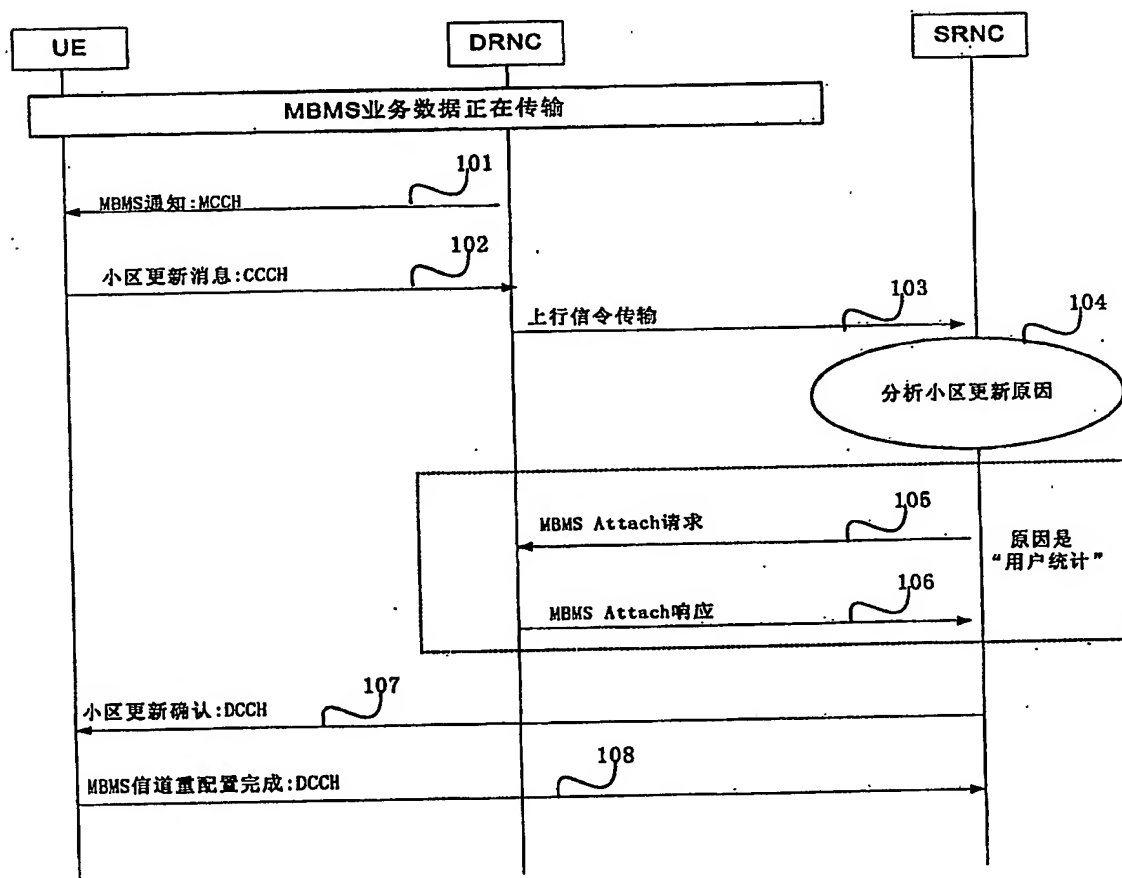 UE
DRNC
SRNC
MBMS业务数据正在传输
101
MBMS通知:MCCH
102
小区更新消息:CCCH
103
上行信令传输
104
分析小区更新原因
105
MBMS Attach请求
原因是
“用户统计”
106
MBMS Attach响应
107
小区更新确认:DCCH
108
MBMS信道重配置完成:DCCH